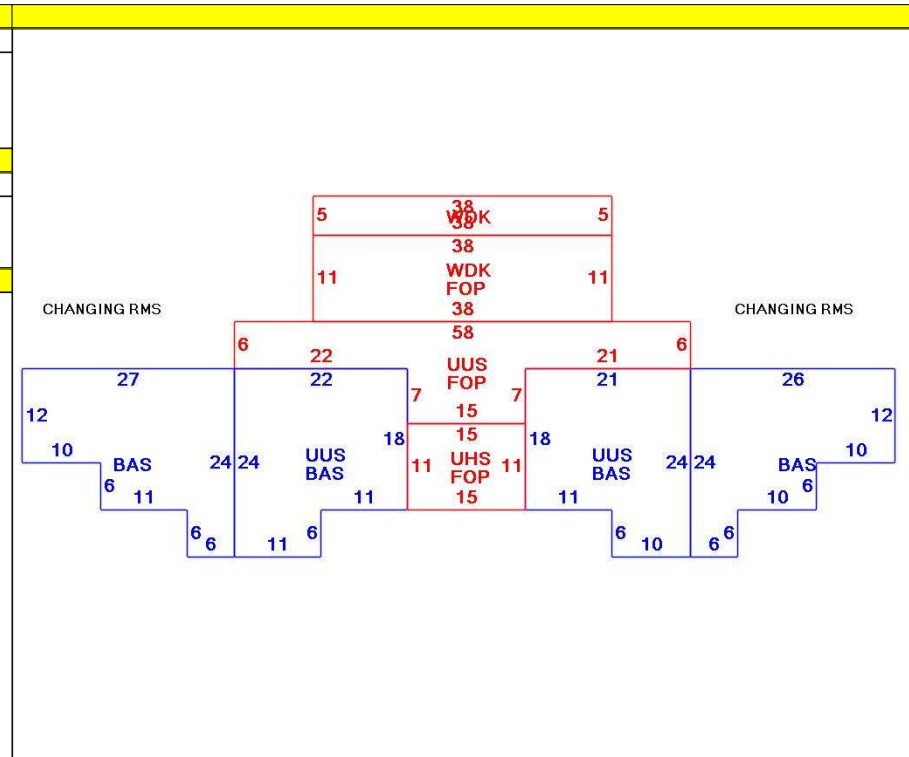 38
5 WDK 5
38
38
WDK
11 11
FOP
CHANGING RMS CHANGING RMS
38
58
6 6
22 21
UUS
27 22 FOP 21 26
7 7
12 15 12
15
10 18 UHS 18 10
BAS 24 24 UUS 11 FOP 11 UUS 24 24 BAS
BAS BAS
6 6
11 11 15 11 10
6 6 6 6
6 11 10 6